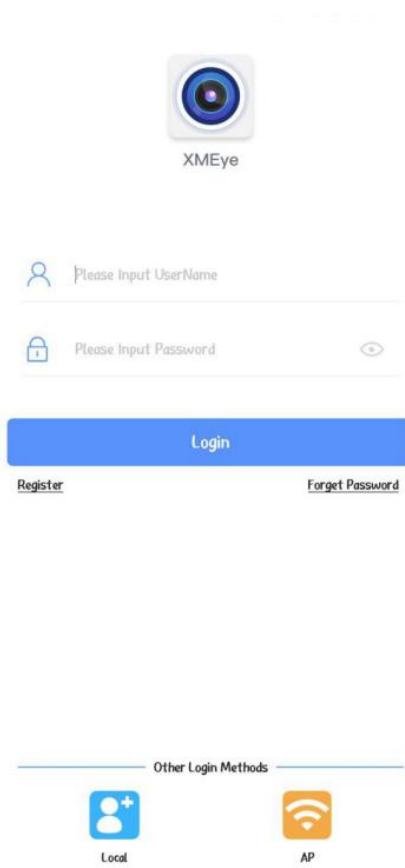 XMEye
Please Input UserName
Please Input Password
Login
Register Forget Password
Other Login Methods
Local AP